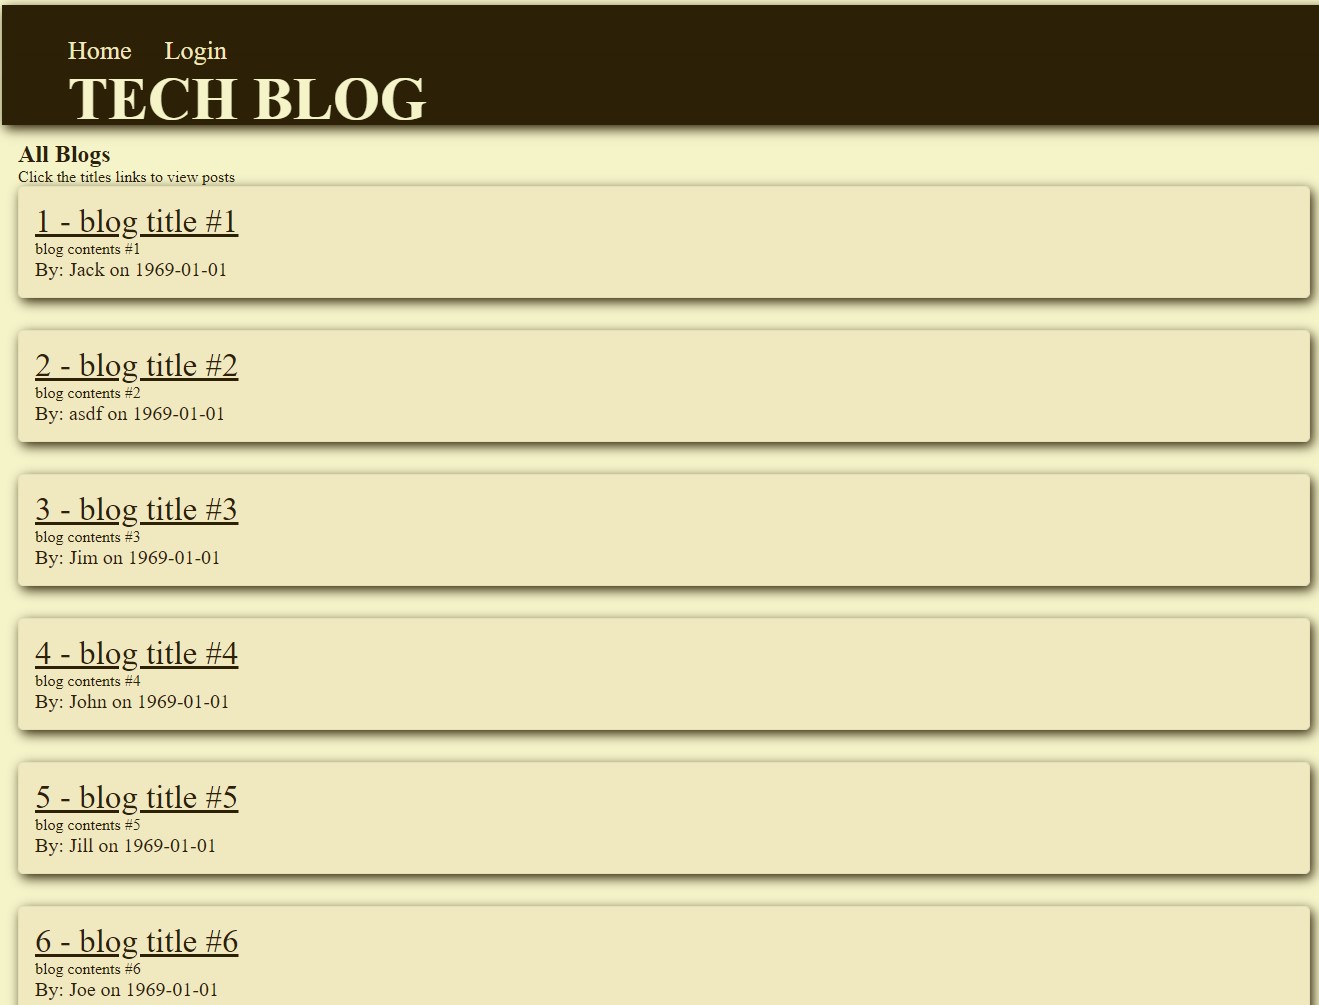 Home Login
TECH BLOG
All Blogs
Click the titles links to view posts
1 - blog title #1
blog contents #1
By: Jack on 1969-01-01
2 - blog title #2
blog contents #2
By: asdf on 1969-01-01
3 - blog title #3
blog contents #3
By: Jim on 1969-01-01
4 - blog title #4
blog contents #4
By: John on 1969-01-01
5 - blog title #5
blog contents #5
By: Jill on 1969-01-01
6 - blog title #6
blog contents #6
By: Joe on 1969-01-01